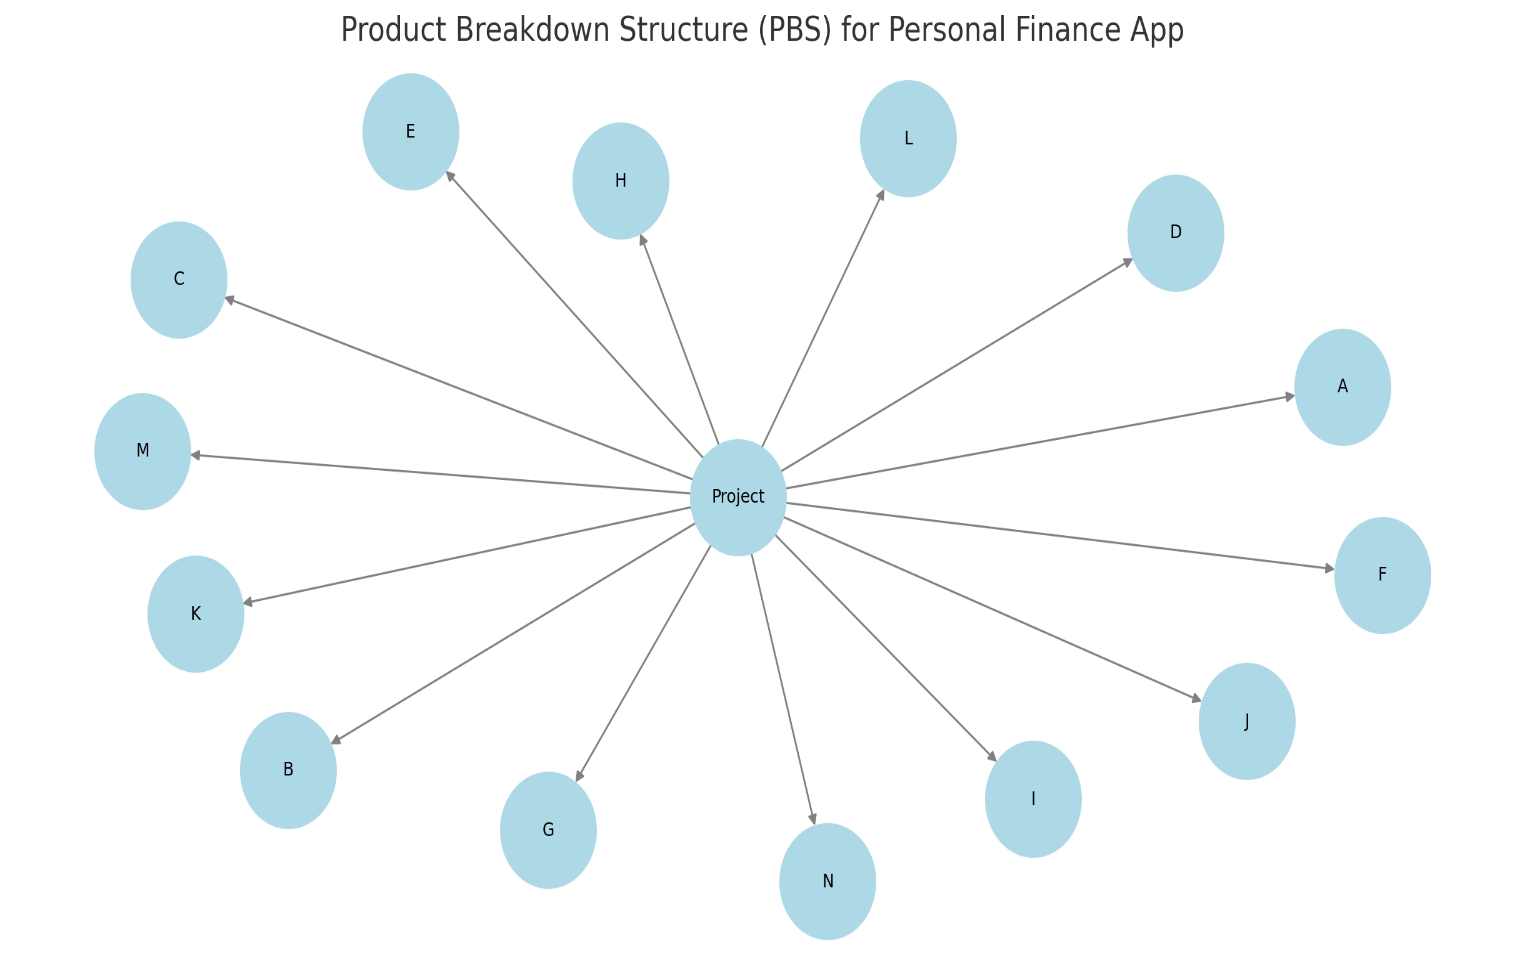 Product Breakdown Structure (PBS) for Personal Finance App
E
L
H
D
C
A
M
Project
F
K
J
B
I
G
N